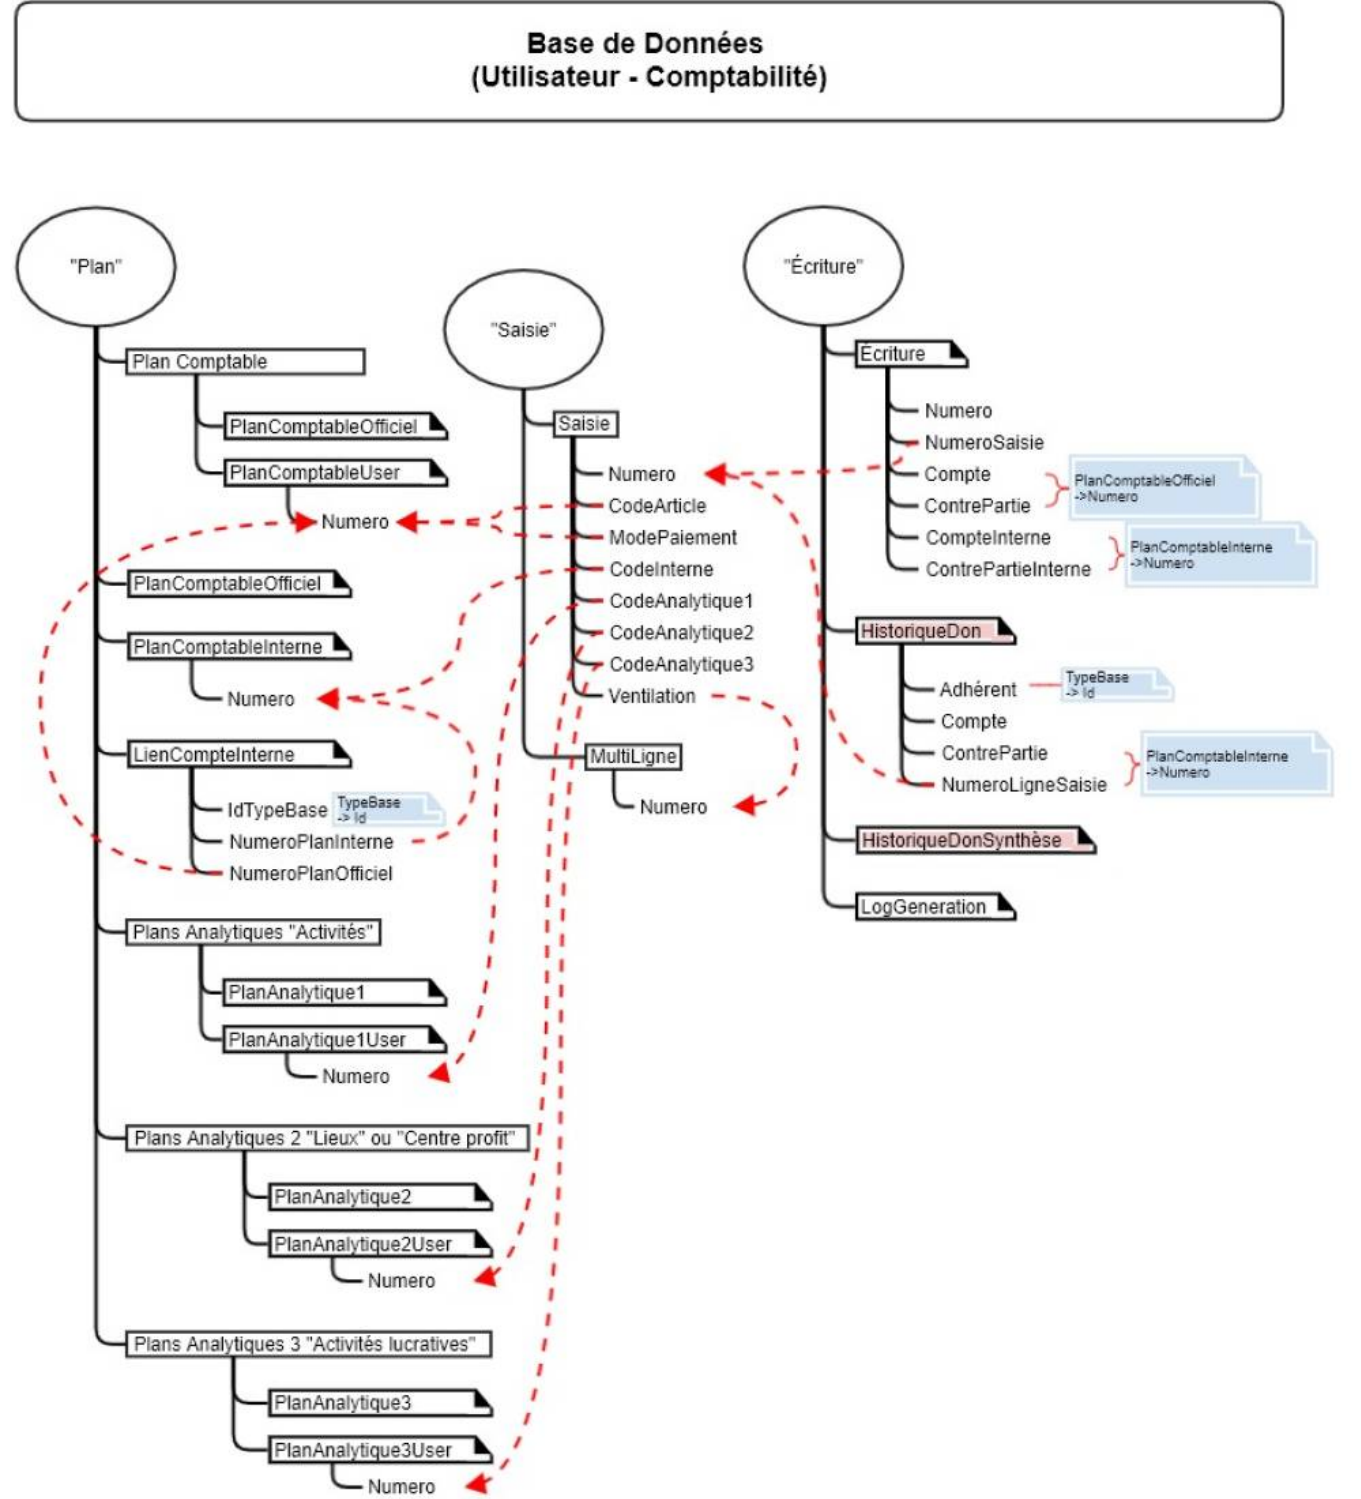 Base de Données
(Utilisateur - Comptabilité)
"Plan"
Plan Comptable
PlanComptableOfficiel
PlanComptableUser
Numero
PlanComptableOfficiel
PlanComptableInterne
Numero
LienCompteInterne
IdTypeBase
TypeBase
-> Id
NumeroPlanInterne
NumeroPlanOfficiel
Plans Analytiques "Activités"
PlanAnalytique1
PlanAnalytique1User
Numero
Plans Analytiques 2 "Lieux" ou "Centre profit"
PlanAnalytique2
PlanAnalytique2User
Numero
Plans Analytiques 3 "Activités lucratives"
PlanAnalytique3
PlanAnalytique3User
Numero
"Saisie"
Saisie
Numero
CodeArticle
ModePaiement
CodeInterne
CodeAnalytique1
CodeAnalytique2
CodeAnalytique3
Ventilation
MultiLigne
Numero
"Écriture"
Écriture
Numero
NumeroSaisie
Compte
ContrePartie
PlanComptableOfficiel
->Numero
CompteInterne
ContrePartieInterne
PlanComptableInterne
->Numero
HistoriqueDon
Adhérent
TypeBase
-> Id
Compte
ContrePartie
NumeroLigneSaisie
PlanComptableInterne
->Numero
HistoriqueDonSynthèse
LogGeneration